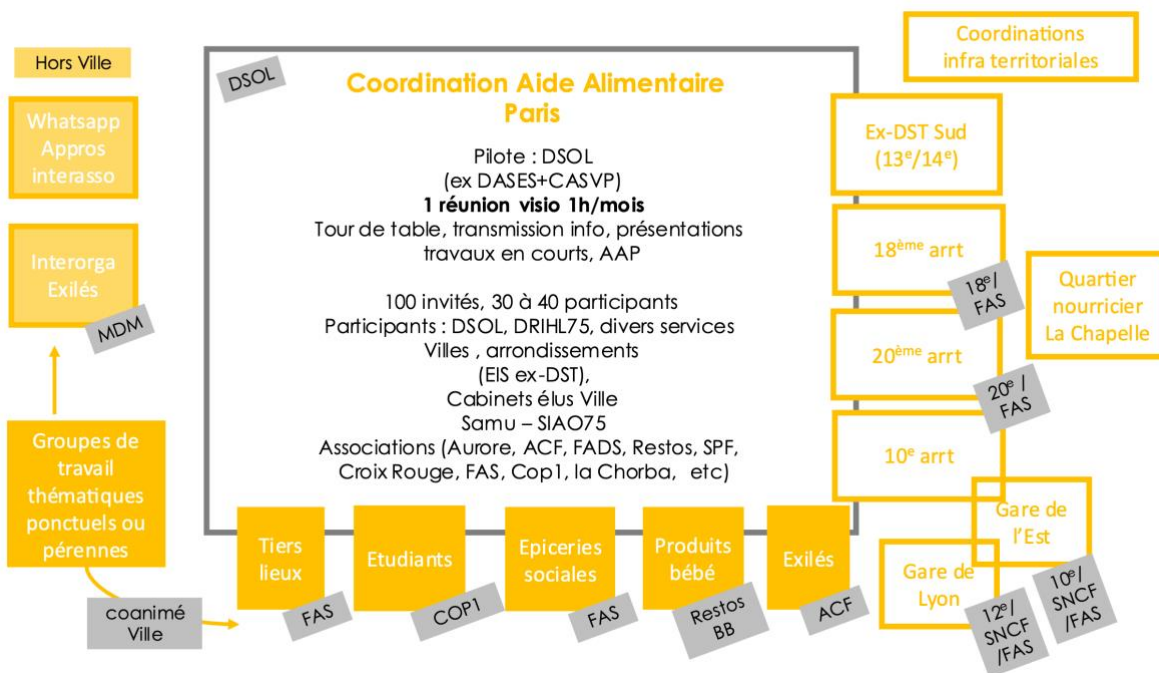 Hors Ville
Whatsapp
Appros
interasso
Interorga
Exilés
MDM
Groupes de
travail
thématiques
ponctuels ou
pérennes
coanimé
Ville
DSOL
Coordination Aide Alimentaire
Paris
Pilote : DSOL
(ex DASES+CASVP)
1 réunion visio 1h/mois
Tour de table, transmission info, présentations
travaux en courts, AAP
100 invités, 30 à 40 participants
Participants : DSOL, DRIHL75, divers services
Villes , arrondissements
(EIS ex-DST),
Cabinets élus Ville
Samu – SIAO75
Associations (Aurore, ACF, FADS, Restos, SPF,
Croix Rouge, FAS, Cop1, la Chorba, etc)
Tiers
lieux
FAS
Etudiants
COP1
Epiceries
sociales
FAS
Produits
bébé
Restos
BB
Exilés
ACF
Coordinations
infra territoriales
Ex-DST Sud
(13e/14e)
18ème arrt
18e/
FAS
Quartier
nourricier
La Chapelle
20ème arrt
20e /
FAS
10e arrt
Gare de
l'Est
10e/
SNCF
/FAS
Gare de
Lyon
12e/
SNCF
/FAS